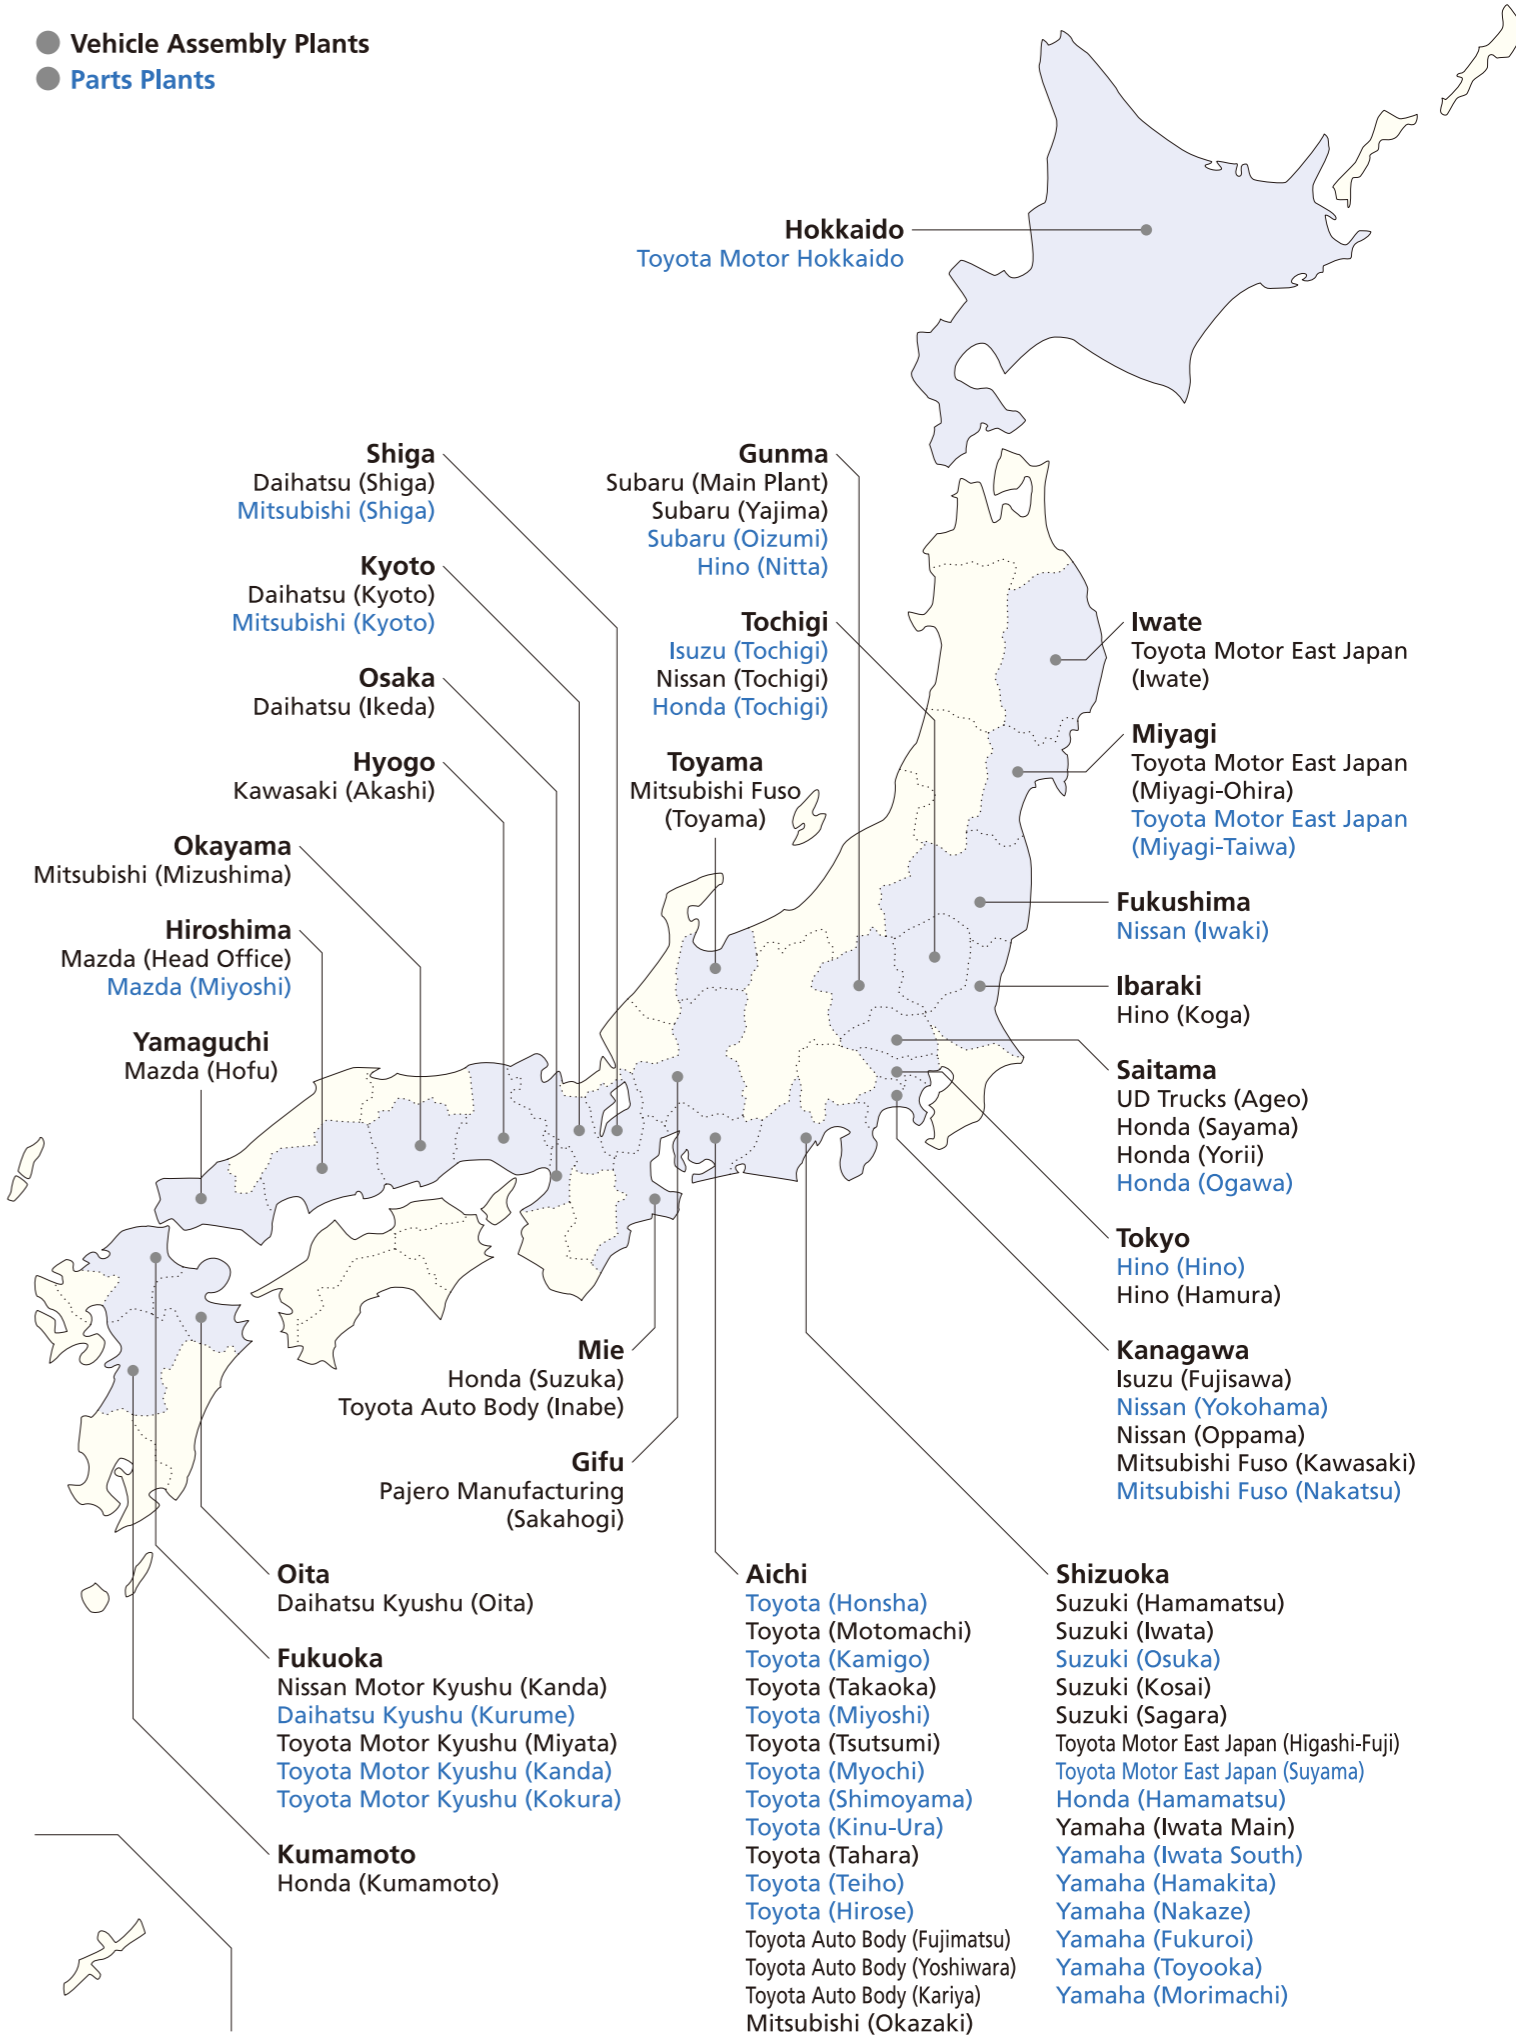 Vehicle Assembly Plants
Parts Plants
Hokkaido
Toyota Motor Hokkaido
Shiga
Daihatsu (Shiga)
Mitsubishi (Shiga)
Kyoto
Daihatsu (Kyoto)
Mitsubishi (Kyoto)
Osaka
Daihatsu (Ikeda)
Hyogo
Kawasaki (Akashi)
Okayama
Mitsubishi (Mizushima)
Hiroshima
Mazda (Head Office)
Mazda (Miyoshi)
Yamaguchi
Mazda (Hofu)
Gunma
Subaru (Main Plant)
Subaru (Yajima)
Subaru (Oizumi)
Hino (Nitta)
Tochigi
Isuzu (Tochigi)
Nissan (Tochigi)
Honda (Tochigi)
Toyama
Mitsubishi Fuso
(Toyama)
Iwate
Toyota Motor East Japan
(Iwate)
Miyagi
Toyota Motor East Japan
(Miyagi-Ohira)
Toyota Motor East Japan
(Miyagi-Taiwa)
Fukushima
Nissan (Iwaki)
Ibaraki
Hino (Koga)
Saitama
UD Trucks (Ageo)
Honda (Sayama)
Honda (Yorii)
Honda (Ogawa)
Tokyo
Hino (Hino)
Hino (Hamura)
Kanagawa
Isuzu (Fujisawa)
Nissan (Yokohama)
Nissan (Oppama)
Mitsubishi Fuso (Kawasaki)
Mitsubishi Fuso (Nakatsu)
Mie
Honda (Suzuka)
Toyota Auto Body (Inabe)
Gifu
Pajero Manufacturing
(Sakahogi)
Oita
Daihatsu Kyushu (Oita)
Fukuoka
Nissan Motor Kyushu (Kanda)
Daihatsu Kyushu (Kurume)
Toyota Motor Kyushu (Miyata)
Toyota Motor Kyushu (Kanda)
Toyota Motor Kyushu (Kokura)
Kumamoto
Honda (Kumamoto)
Aichi
Toyota (Honsha)
Toyota (Motomachi)
Toyota (Kamigo)
Toyota (Takaoka)
Toyota (Miyoshi)
Toyota (Tsutsumi)
Toyota (Myochi)
Toyota (Shimoyama)
Toyota (Kinu-Ura)
Toyota (Tahara)
Toyota (Teiho)
Toyota (Hirose)
Toyota Auto Body (Fujimatsu)
Toyota Auto Body (Yoshiwara)
Toyota Auto Body (Kariya)
Mitsubishi (Okazaki)
Shizuoka
Suzuki (Hamamatsu)
Suzuki (Iwata)
Suzuki (Osuka)
Suzuki (Kosai)
Suzuki (Sagara)
Toyota Motor East Japan (Higashi-Fuji)
Toyota Motor East Japan (Suyama)
Honda (Hamamatsu)
Yamaha (Iwata Main)
Yamaha (Iwata South)
Yamaha (Hamakita)
Yamaha (Nakaze)
Yamaha (Fukuroi)
Yamaha (Toyooka)
Yamaha (Morimachi)